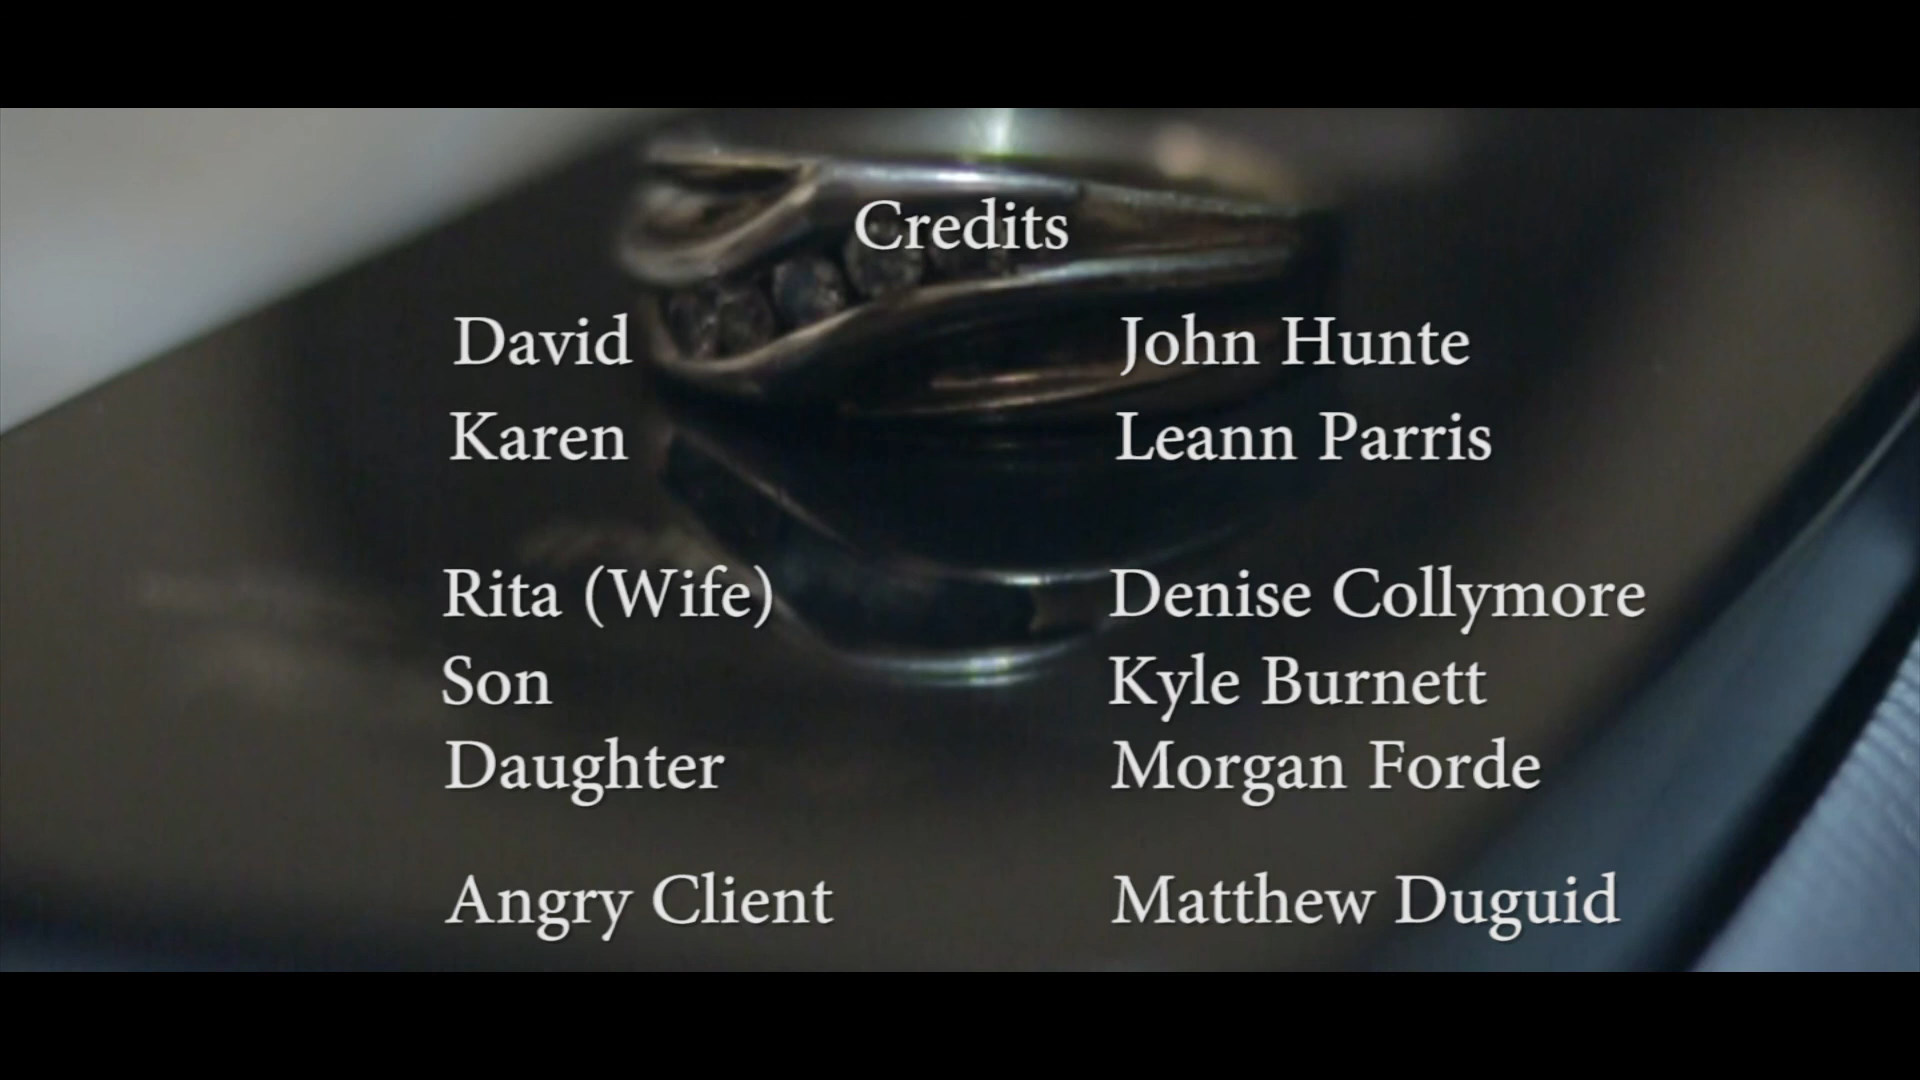 Credits
David John Hunte
Karen Leann Parris
Rita (Wife) Denise Collymore
Son Kyle Burnett
Daughter Morgan Forde
Angry Client Matthew Duguid